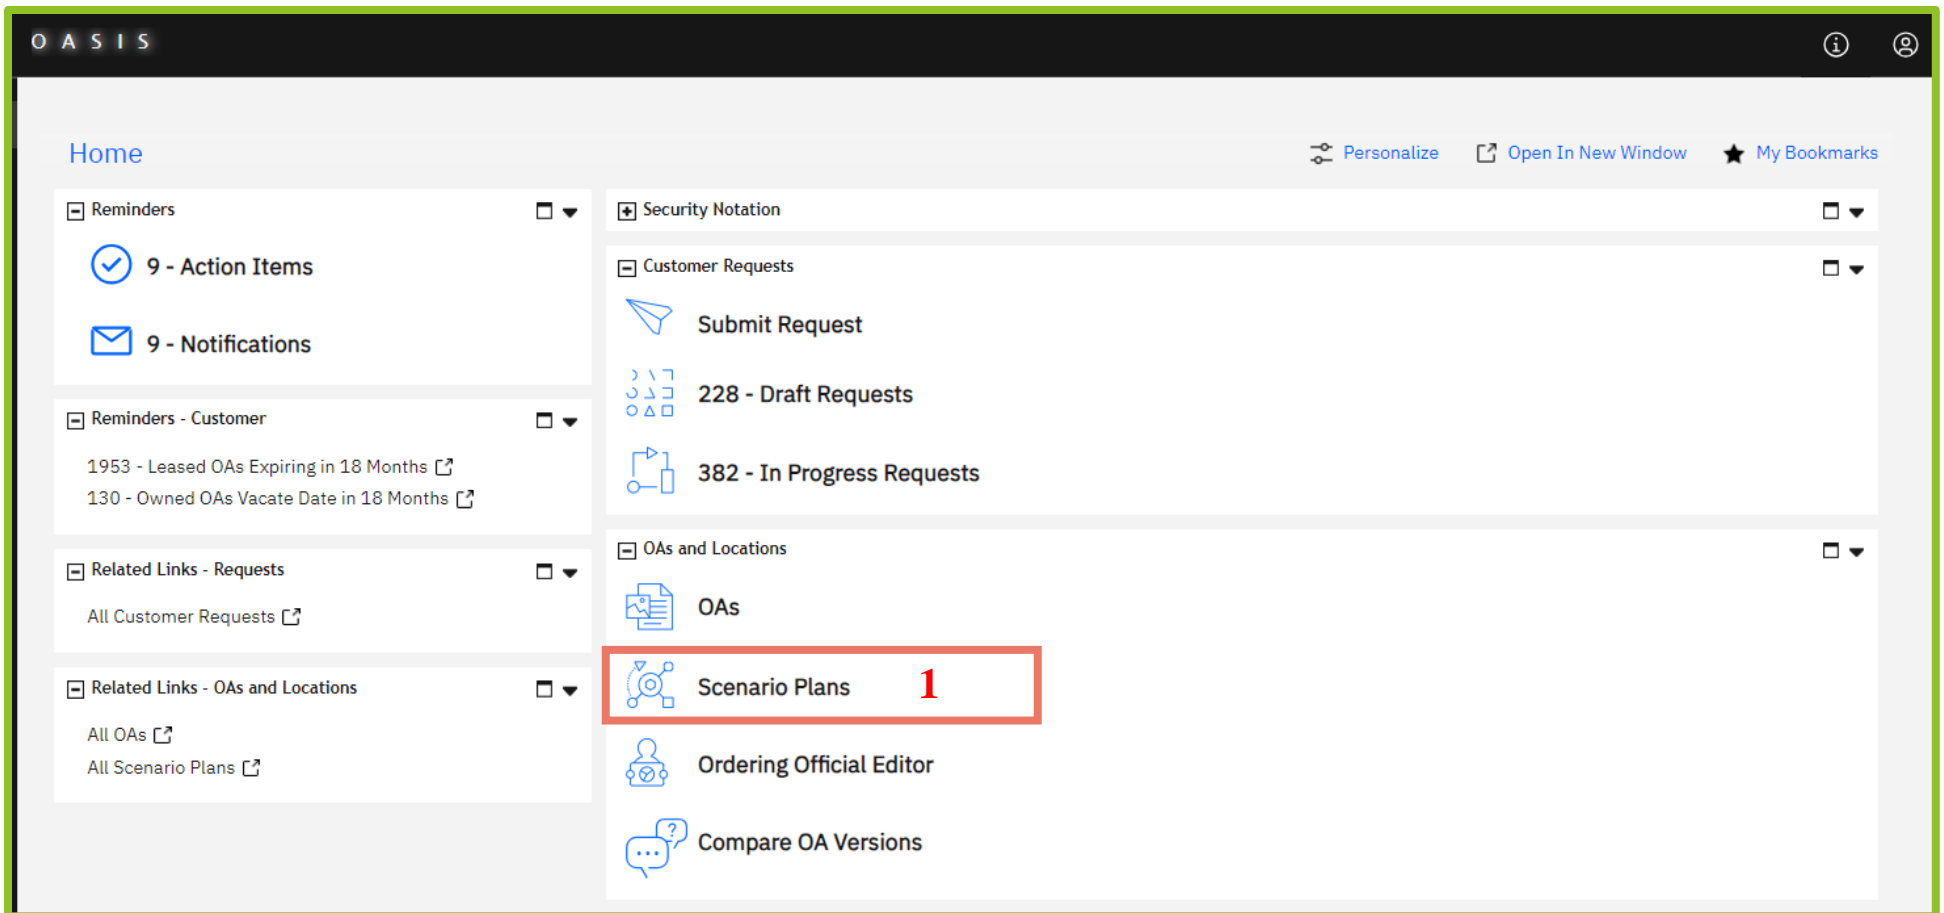 OASIS
Home
Personalize
Open In New Window
My Bookmarks
Reminders
9 - Action Items
9 - Notifications
Reminders - Customer
1953 - Leased OAs Expiring in 18 Months
130 - Owned OAs Vacate Date in 18 Months
Related Links - Requests
All Customer Requests
Related Links - OAs and Locations
All OAs
All Scenario Plans
Security Notation
Customer Requests
Submit Request
228 - Draft Requests
382 - In Progress Requests
OAs and Locations
OAs
Scenario Plans 1
Ordering Official Editor
Compare OA Versions